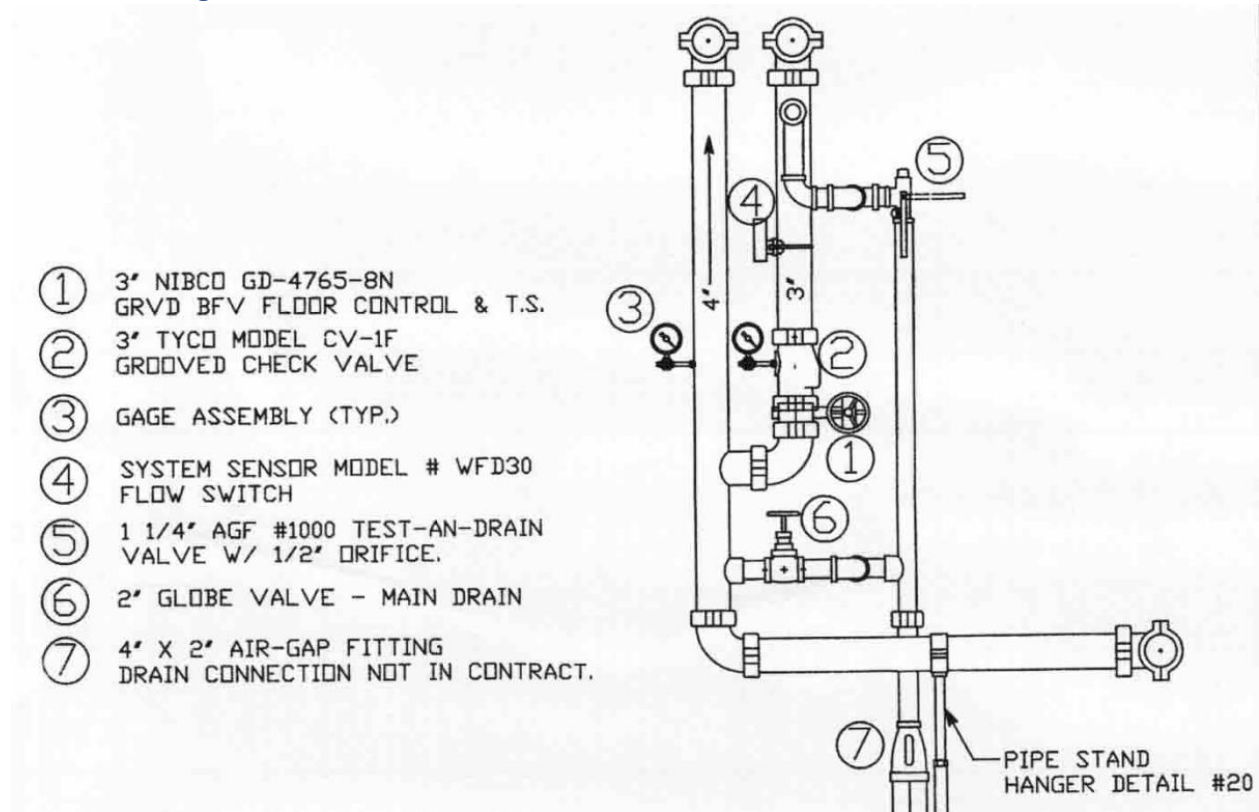 1 3" NIBCO GD-4765-8N
GRVD BFV FLOOR CONTROL & T.S.
2 3" TYCO MODEL CV-1F
GROOVED CHECK VALVE
3 GAGE ASSEMBLY (TYP.)
4 SYSTEM SENSOR MODEL # WFD30
FLOW SWITCH
5 1 1/4" AGF #1000 TEST-AN-DRAIN
VALVE W/ 1/2" ORIFICE.
6 2" GLOBE VALVE - MAIN DRAIN
7 4" X 2" AIR-GAP FITTING
DRAIN CONNECTION NOT IN CONTRACT.
5
4
4"
3"
3
2
1
6
7
PIPE STAND
HANGER DETAIL #20